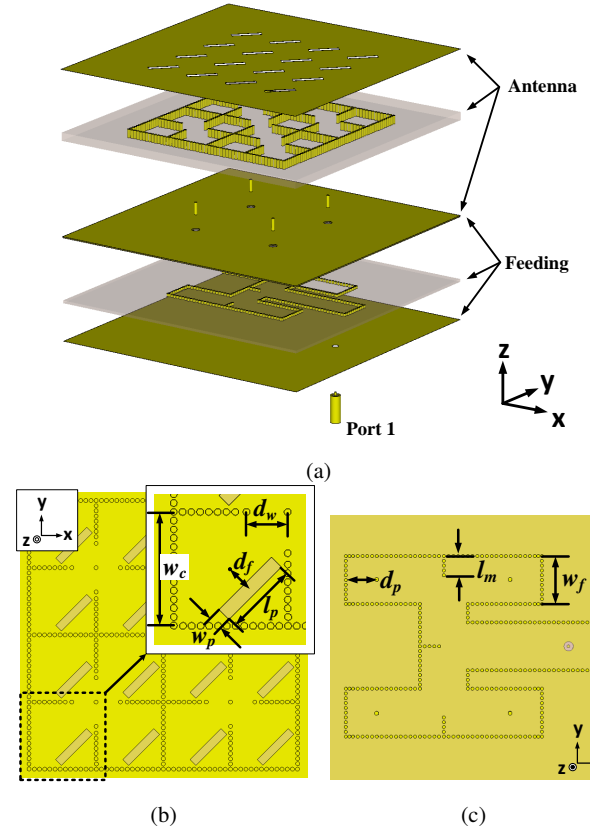 Antenna
Feeding
z
y
x
Port 1
(a)
y
x
z
d_w
w_c
d_f
l_p
w_p
l_m
w_f
d_p
y
z
(b)
(c)